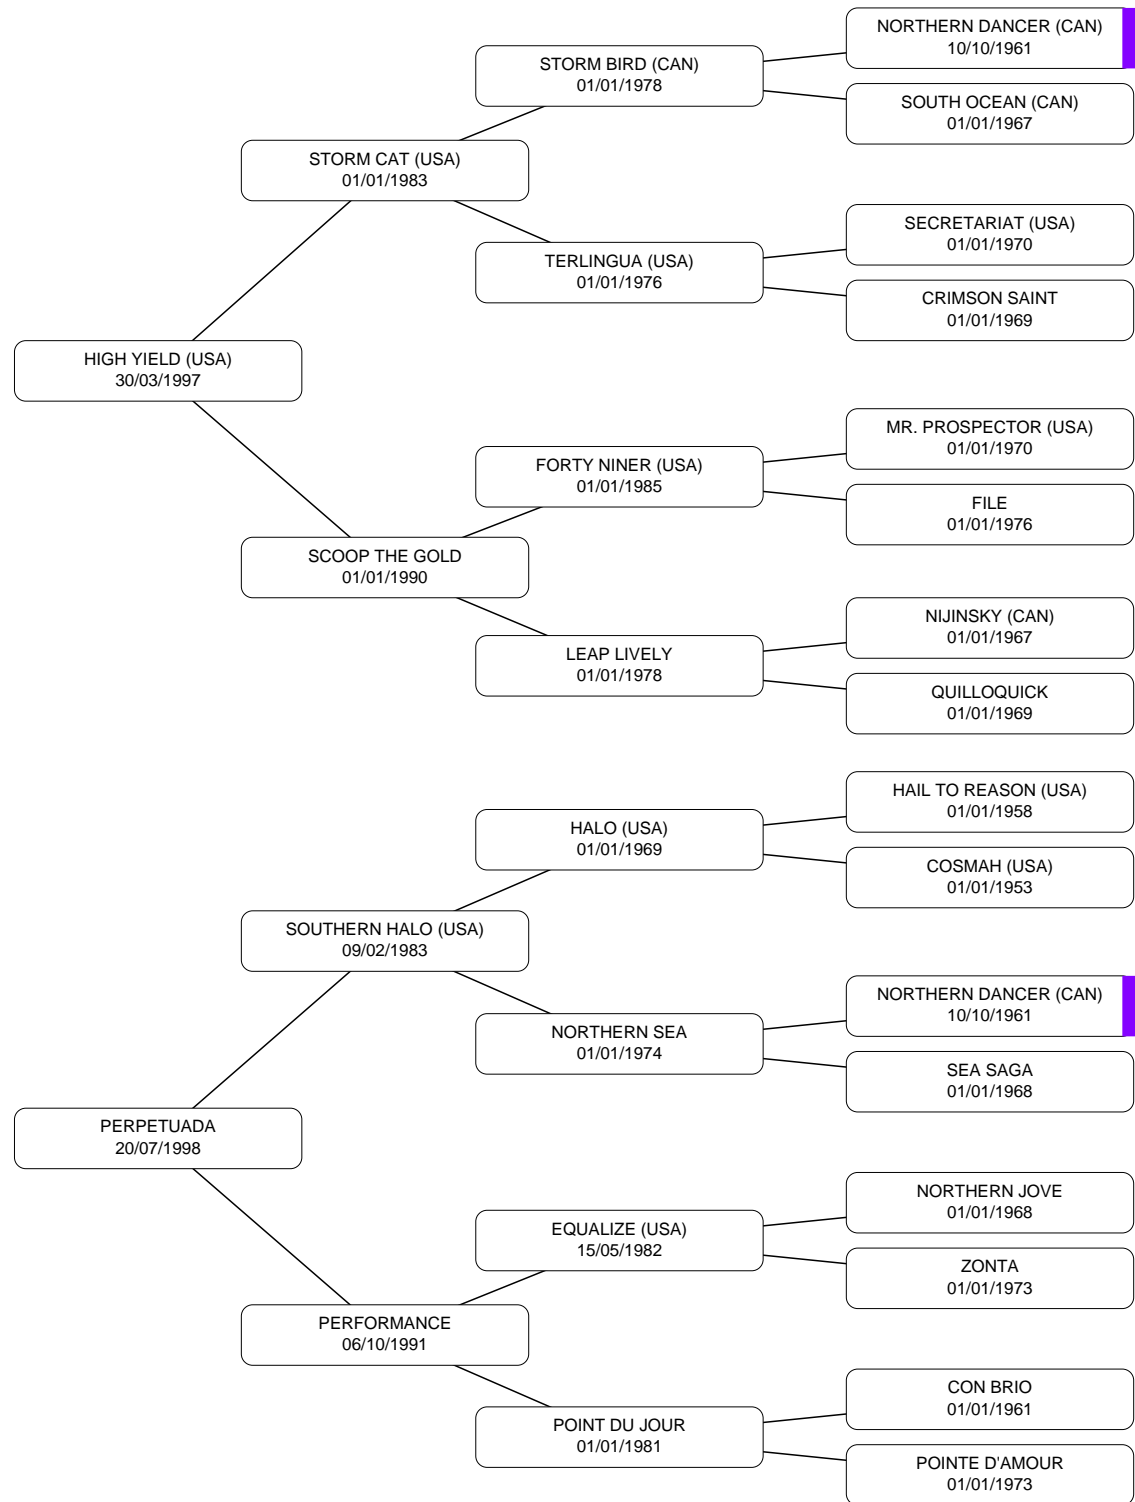 NORTHERN DANCER (CAN)
10/10/1961
STORM BIRD (CAN)
01/01/1978
SOUTH OCEAN (CAN)
01/01/1967
STORM CAT (USA)
01/01/1983
SECRETARIAT (USA)
01/01/1970
TERLINGUA (USA)
01/01/1976
CRIMSON SAINT
01/01/1969
HIGH YIELD (USA)
30/03/1997
MR. PROSPECTOR (USA)
01/01/1970
FORTY NINER (USA)
01/01/1985
FILE
01/01/1976
SCOOP THE GOLD
01/01/1990
NIJINSKY (CAN)
01/01/1967
LEAP LIVELY
01/01/1978
QUILLOQUICK
01/01/1969
HAIL TO REASON (USA)
01/01/1958
HALO (USA)
01/01/1969
COSMAH (USA)
01/01/1953
SOUTHERN HALO (USA)
09/02/1983
NORTHERN DANCER (CAN)
10/10/1961
NORTHERN SEA
01/01/1974
SEA SAGA
01/01/1968
PERPETUADA
20/07/1998
NORTHERN JOVE
01/01/1968
EQUALIZE (USA)
15/05/1982
ZONTA
01/01/1973
PERFORMANCE
06/10/1991
CON BRIO
01/01/1961
POINT DU JOUR
01/01/1981
POINTE D'AMOUR
01/01/1973